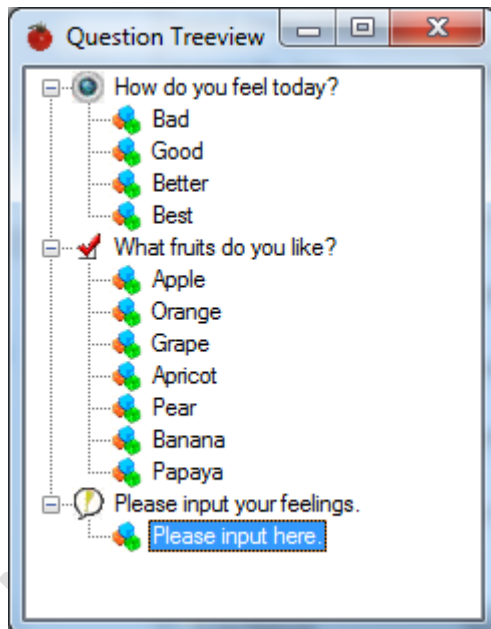 Question Treeview
How do you feel today?
Bad
Good
Better
Best
What fruits do you like?
Apple
Orange
Grape
Apricot
Pear
Banana
Papaya
Please input your feelings.
Please input here.